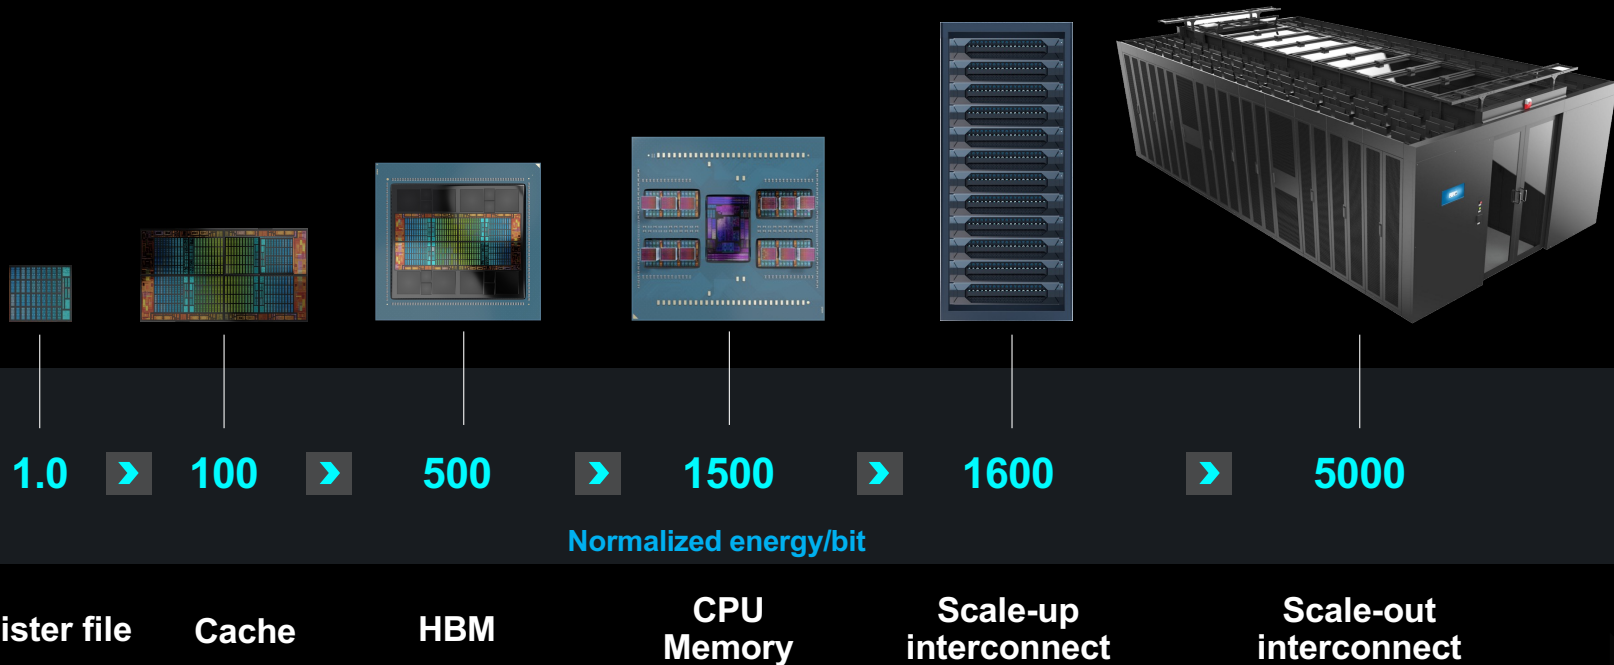 1.0
100
500
1500
1600
5000
Normalized energy/bit
ister file
Cache
HBM
CPU
Memory
Scale-up
interconnect
Scale-out
interconnect